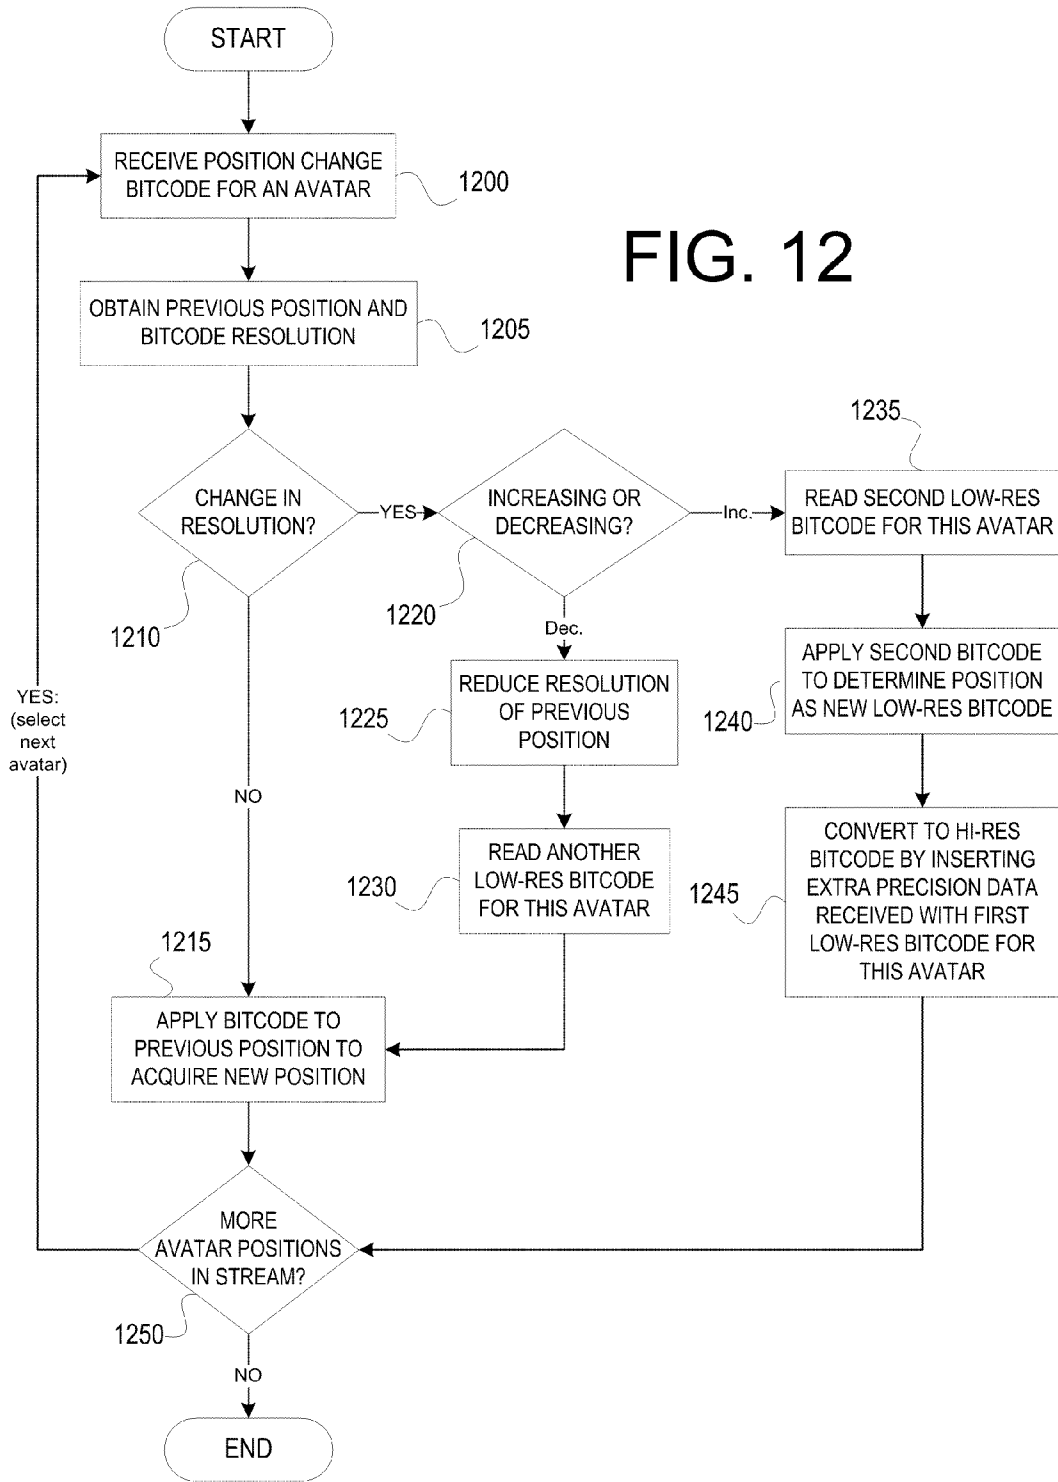 START
RECEIVE POSITION CHANGE
BITCODE FOR AN AVATAR
1200
FIG. 12
OBTAIN PREVIOUS POSITION AND
BITCODE RESOLUTION
1205
CHANGE IN
RESOLUTION?
1210
YES
INCREASING OR
DECREASING?
1220
Inc.
1235
READ SECOND LOW-RES
BITCODE FOR THIS AVATAR
Dec.
REDUCE RESOLUTION
OF PREVIOUS
POSITION
1225
APPLY SECOND BITCODE
TO DETERMINE POSITION
AS NEW LOW-RES BITCODE
1240
YES:
(select
next
avatar)
NO
READ ANOTHER
LOW-RES BITCODE
FOR THIS AVATAR
1230
CONVERT TO HI-RES
BITCODE BY INSERTING
EXTRA PRECISION DATA
RECEIVED WITH FIRST
LOW-RES BITCODE FOR
THIS AVATAR
1245
1215
APPLY BITCODE TO
PREVIOUS POSITION TO
ACQUIRE NEW POSITION
MORE
AVATAR POSITIONS
IN STREAM?
1250
NO
END